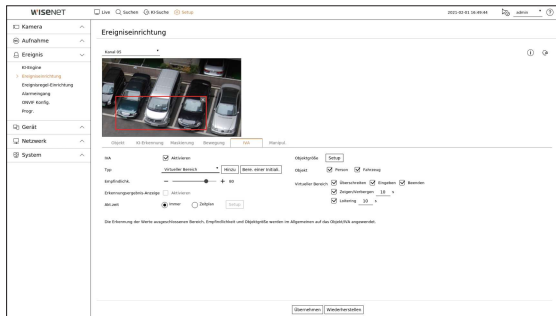 WISENET
Live Suchen KI-Suche Setup
2021-02-01 16:49:44 admin
Kamera
Aufnahme
Ereignis
KI-Engine
Ereigniseinrichtung
Ereignisregel-Einrichtung
Alarmeingang
ONVIF Konfig.
Progr.
Gerät
Netzwerk
System
Ereigniseinrichtung
Kanal 05
Objekt KI-Erkennung Maskierung Bewegung IVA Manipul.
IVA Aktivieren
Typ Virtueller Bereich Hinzu Bere. einer Initiali.
Empfindlichk. 80
Erkennungsergebnis-Anzeige Aktivieren
Akt.zeit Immer Zeitplan Setup
Objektgröße Setup
Objekt Person Fahrzeug
Virtueller Bereich Überschreiten Eingeben Beenden
Zeigen/Verbergen 10 s
Loitering 10 s
Die Erkennung der Werte ausgeschlossenen Bereich, Empfindlichkeit und Objektgröße werden im Allgemeinen auf das Objekt/IVA angewendet.
Übernehmen Wiederherstellen